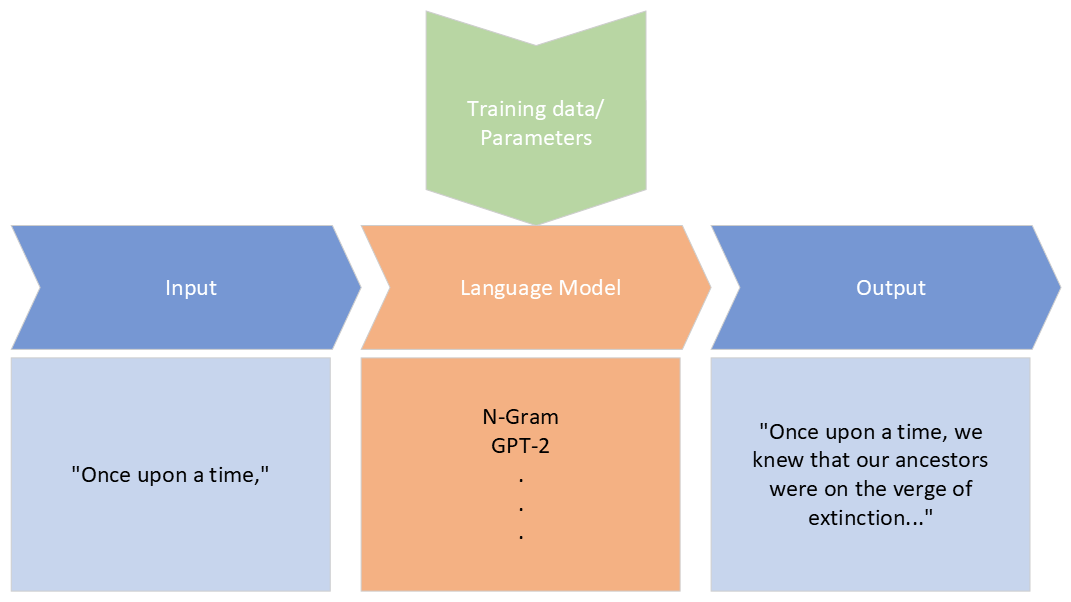 Training data/
Parameters
Input
Language Model
Output
"Once upon a time,"
N-Gram
GPT-2
.
.
.
"Once upon a time, we
knew that our ancestors
were on the verge of
extinction..."